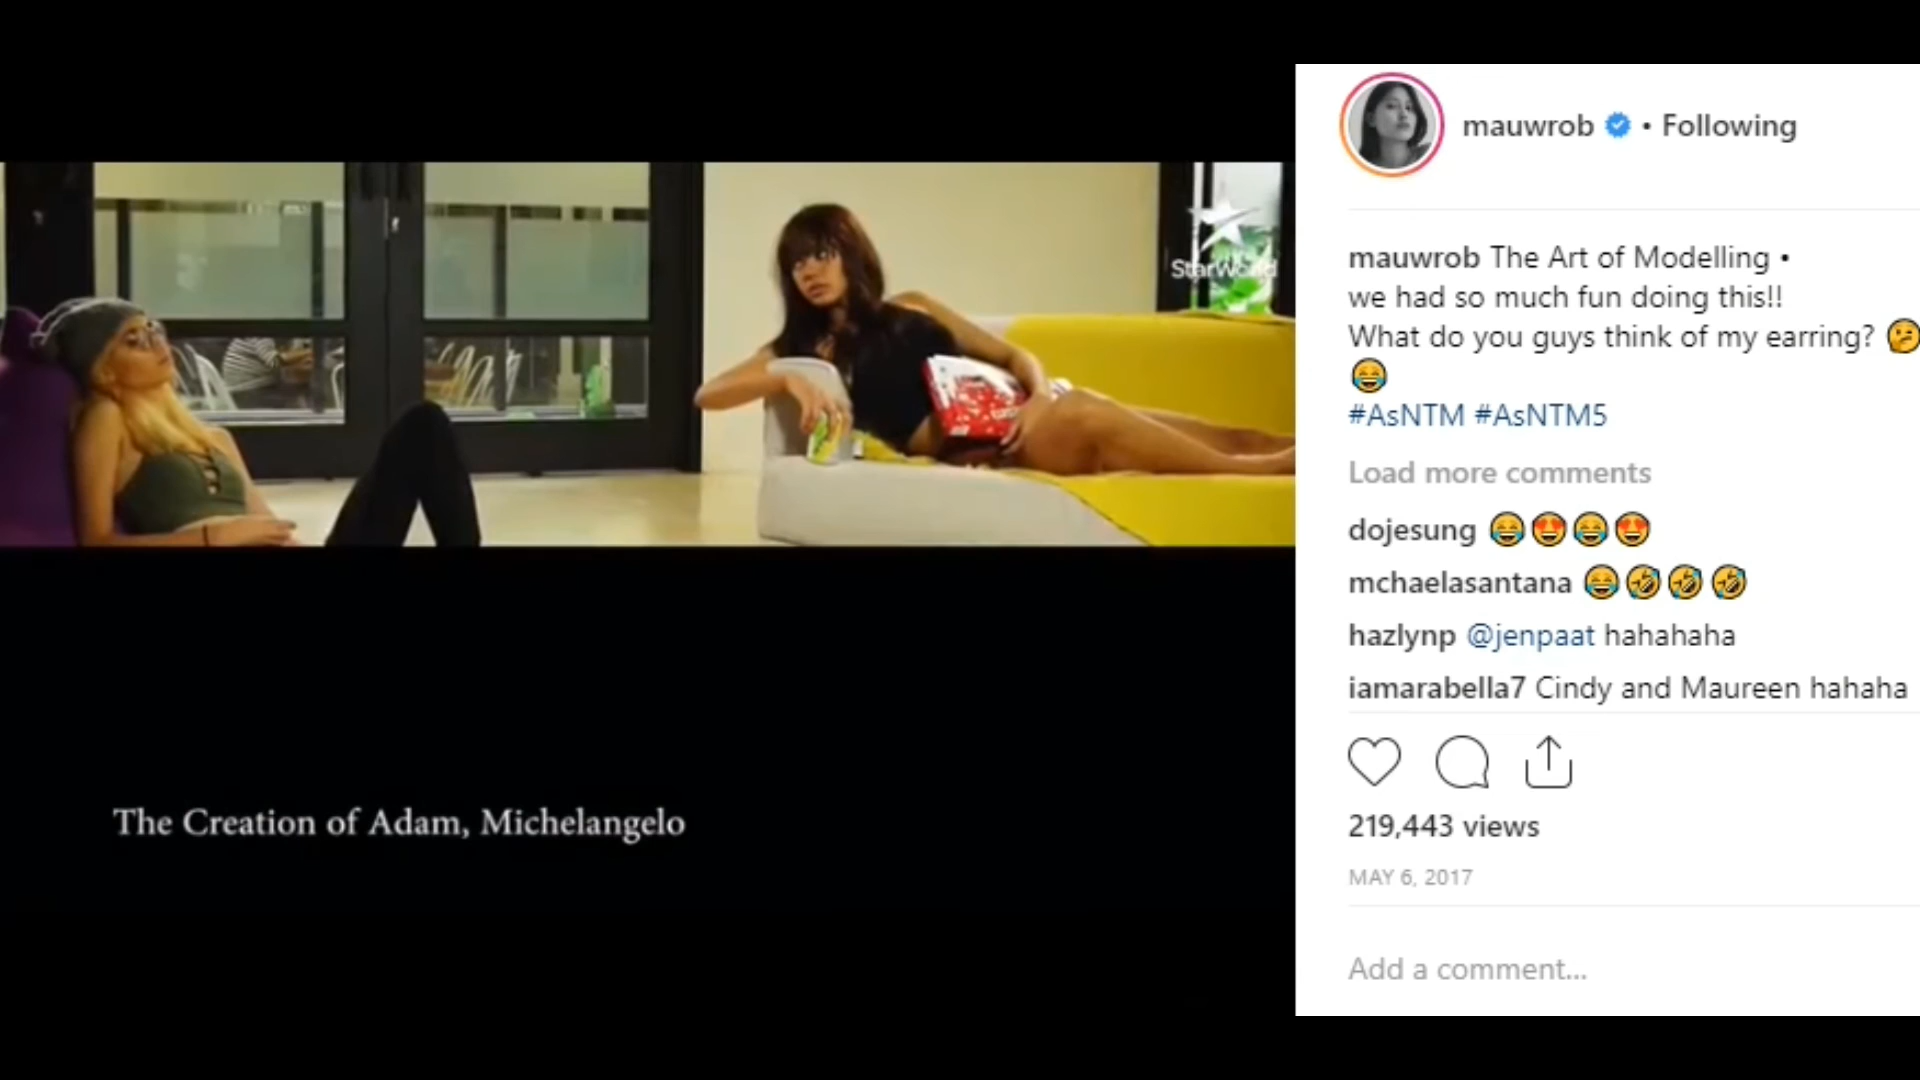 StarWorld
The Creation of Adam, Michelangelo
mauwrob • Following
mauwrob The Art of Modelling •
we had so much fun doing this!!
What do you guys think of my earring? 🤔
😂
#AsNTM #AsNTM5
Load more comments
dojesung 😂😍😂😍
mchaelasantana 😂🤣🤣🤣
hazlynp @jenpaat hahahaha
iamarabella7 Cindy and Maureen hahaha
219,443 views
MAY 6, 2017
Add a comment...